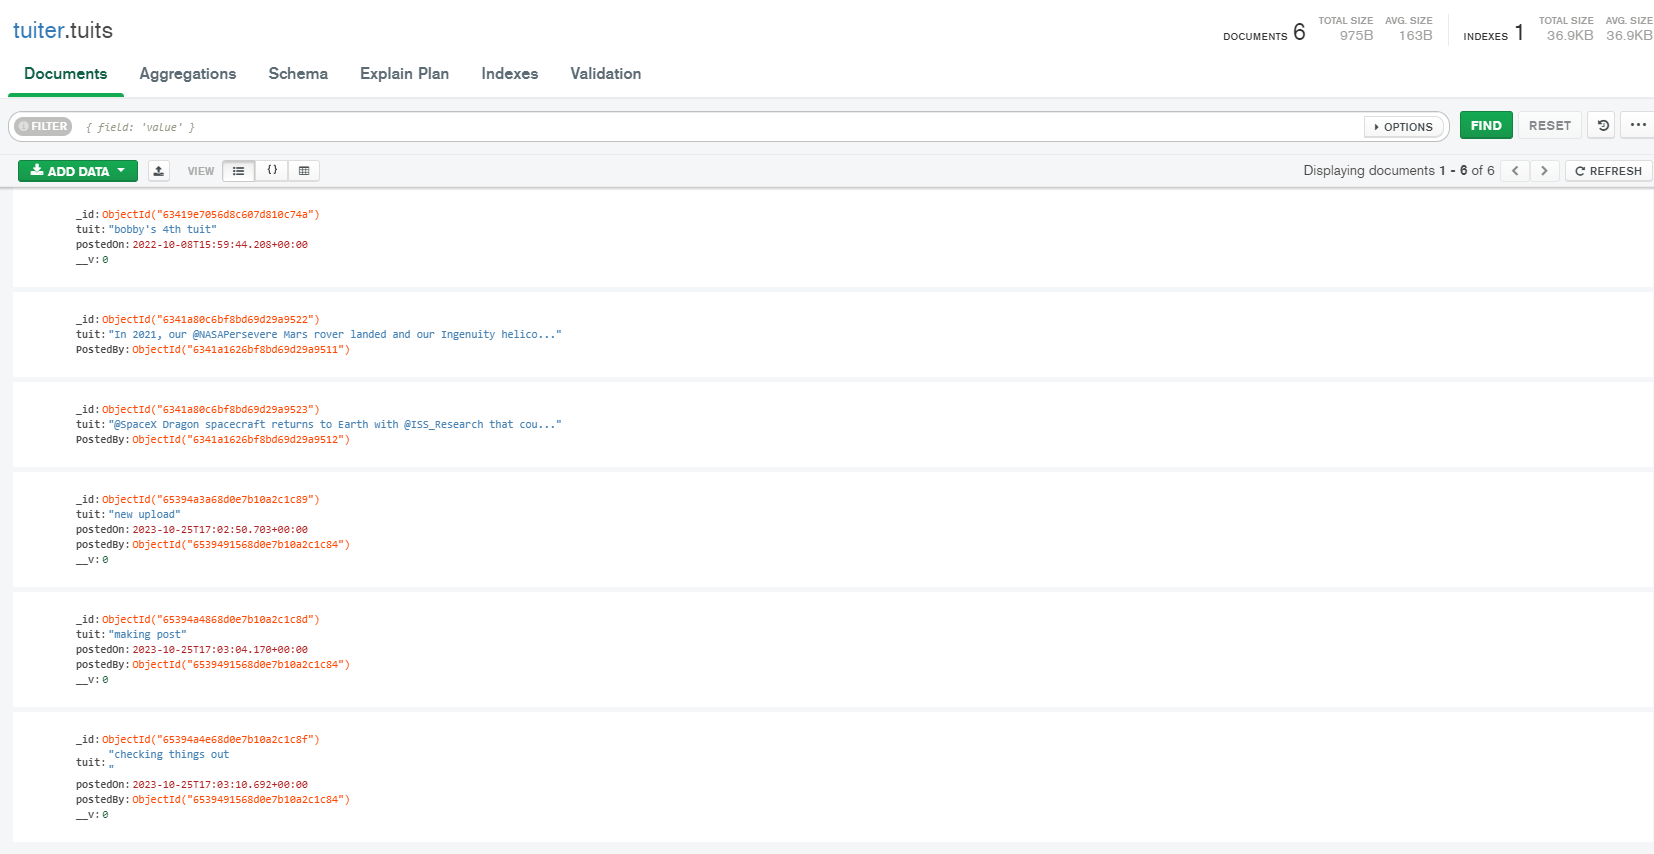 tuiter.tuits
DOCUMENTS 6 TOTAL SIZE 975B AVG. SIZE 163B INDEXES 1 TOTAL SIZE 36.9KB AVG. SIZE 36.9KB
Documents Aggregations Schema Explain Plan Indexes Validation
FILTER { field: 'value' } OPTIONS FIND RESET ...
ADD DATA VIEW {} Displaying documents 1 - 6 of 6 < > REFRESH
_id: ObjectId("63419e7056d8c607d810c74a")
tuit: "bobby's 4th tuit"
postedOn: 2022-10-08T15:59:44.208+00:00
__v: 0
_id: ObjectId("6341a80c6bf8bd69d29a9522")
tuit: "In 2021, our @NASAPersevere Mars rover landed and our Ingenuity helico..."
PostedBy: ObjectId("6341a1626bf8bd69d29a9511")
_id: ObjectId("6341a80c6bf8bd69d29a9523")
tuit: "@SpaceX Dragon spacecraft returns to Earth with @ISS_Research that cou..."
PostedBy: ObjectId("6341a1626bf8bd69d29a9512")
_id: ObjectId("65394a3a68d0e7b10a2c1c89")
tuit: "new upload"
postedOn: 2023-10-25T17:02:50.703+00:00
postedBy: ObjectId("6539491568d0e7b10a2c1c84")
__v: 0
_id: ObjectId("65394a4868d0e7b10a2c1c8d")
tuit: "making post"
postedOn: 2023-10-25T17:03:04.170+00:00
postedBy: ObjectId("6539491568d0e7b10a2c1c84")
__v: 0
_id: ObjectId("65394a4e68d0e7b10a2c1c8f")
tuit: "checking things out
"
postedOn: 2023-10-25T17:03:10.692+00:00
postedBy: ObjectId("6539491568d0e7b10a2c1c84")
__v: 0